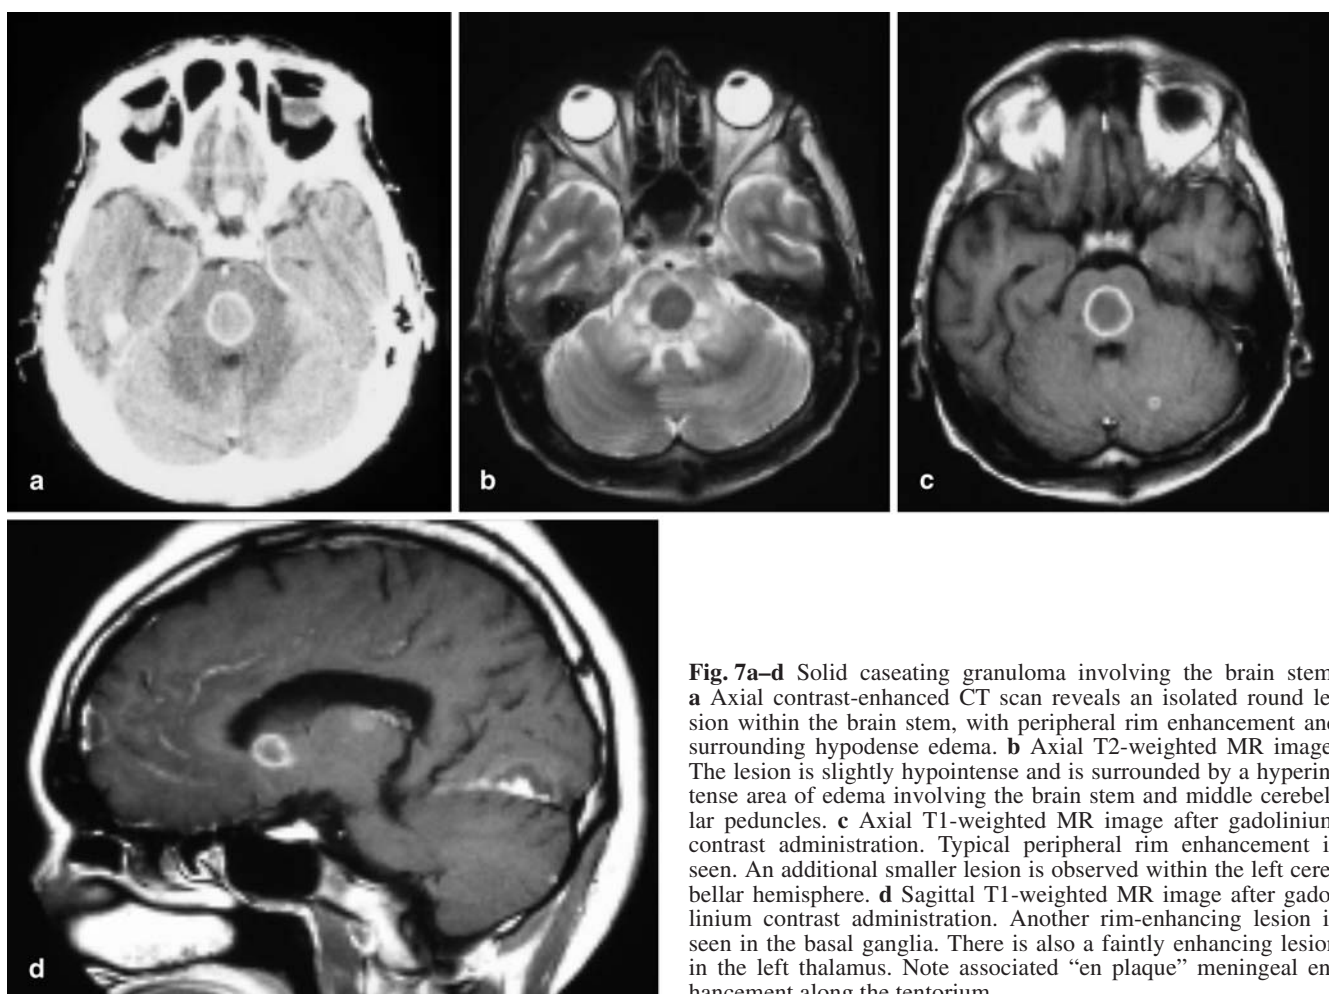 a
b
c
d
Fig. 7a–d Solid caseating granuloma involving the brain stem
a Axial contrast-enhanced CT scan reveals an isolated round le-
sion within the brain stem, with peripheral rim enhancement and
surrounding hypodense edema. b Axial T2-weighted MR image
The lesion is slightly hypointense and is surrounded by a hyperin-
tense area of edema involving the brain stem and middle cerebel-
lar peduncles. c Axial T1-weighted MR image after gadolinium
contrast administration. Typical peripheral rim enhancement i
seen. An additional smaller lesion is observed within the left cere-
bellar hemisphere. d Sagittal T1-weighted MR image after gado-
linium contrast administration. Another rim-enhancing lesion i
seen in the basal ganglia. There is also a faintly enhancing lesion
in the left thalamus. Note associated “en plaque” meningeal en-
hancement along the tentorium